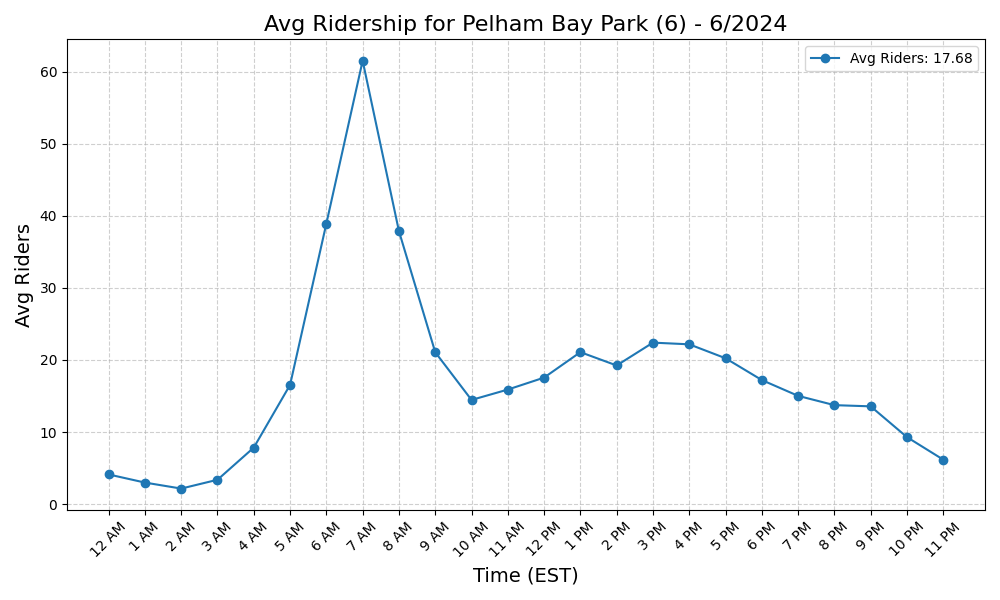 Avg Ridership for Pelham Bay Park (6) - 6/2024
Avg Riders: 17.68
Avg Riders
60
50
40
30
20
10
0
12 AM
1 AM
2 AM
3 AM
4 AM
5 AM
6 AM
7 AM
8 AM
9 AM
10 AM
11 AM
12 PM
1 PM
2 PM
3 PM
4 PM
5 PM
6 PM
7 PM
8 PM
9 PM
10 PM
11 PM
Time (EST)